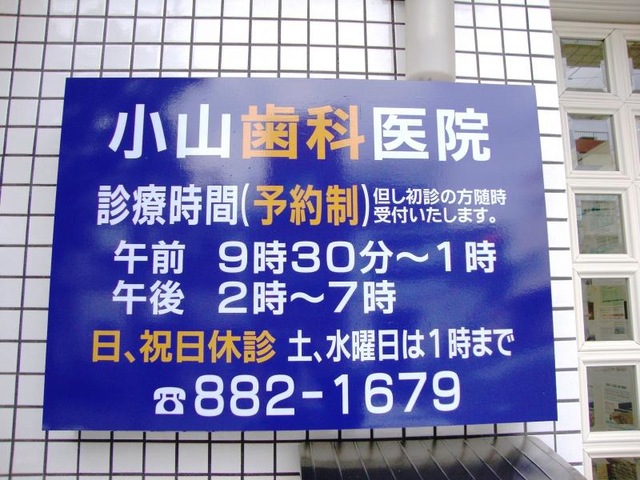 小山歯科医院
診療時間(予約制)但し初診の方随時
受付いたします。
午前 9時30分～1時
午後 2時～7時
日、祝日休診 土、水曜日は1時まで
☎882-1679